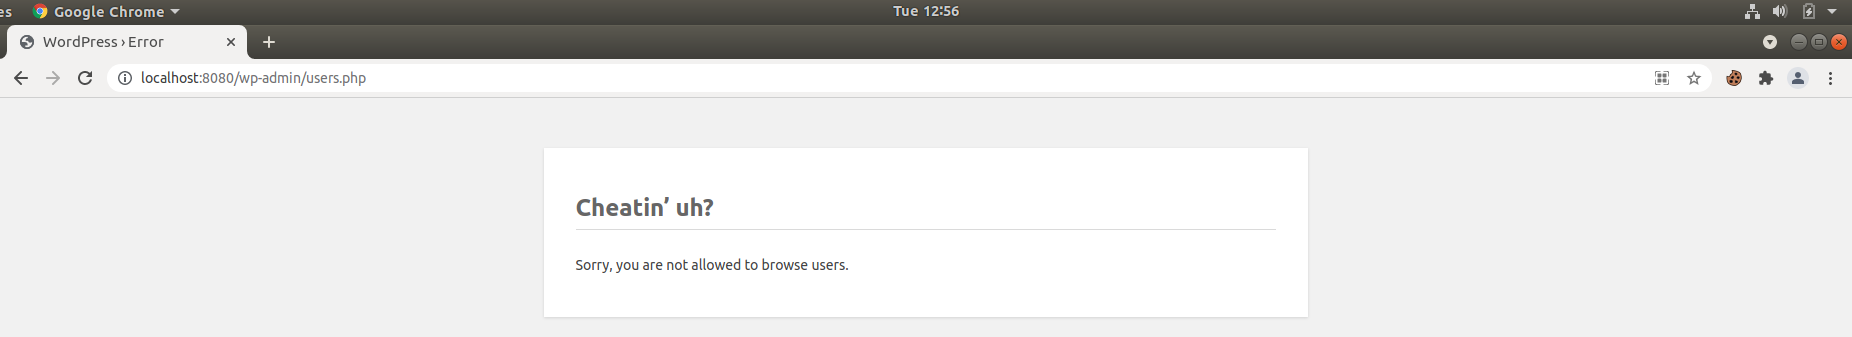 es Google Chrome Tue 12:56
WordPress › Error
localhost:8080/wp-admin/users.php
Cheatin’ uh?
Sorry, you are not allowed to browse users.